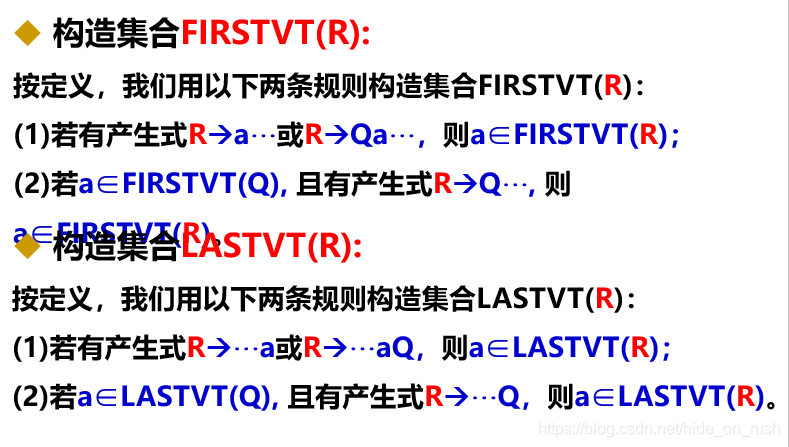 ◆ 构造集合FIRSTVT(R):
按定义，我们用以下两条规则构造集合FIRSTVT(R)：
(1)若有产生式R→a…或R→Qa…，则a∈FIRSTVT(R)；
(2)若a∈FIRSTVT(Q), 且有产生式R→Q…, 则
a∈FIRSTVT(R)。
◆ 构造集合LASTVT(R):
按定义，我们用以下两条规则构造集合LASTVT(R)：
(1)若有产生式R→…a或R→…aQ，则a∈LASTVT(R)；
(2)若a∈LASTVT(Q), 且有产生式R→…Q，则a∈LASTVT(R)。
https://blog.csdn.net/hide_on_rush